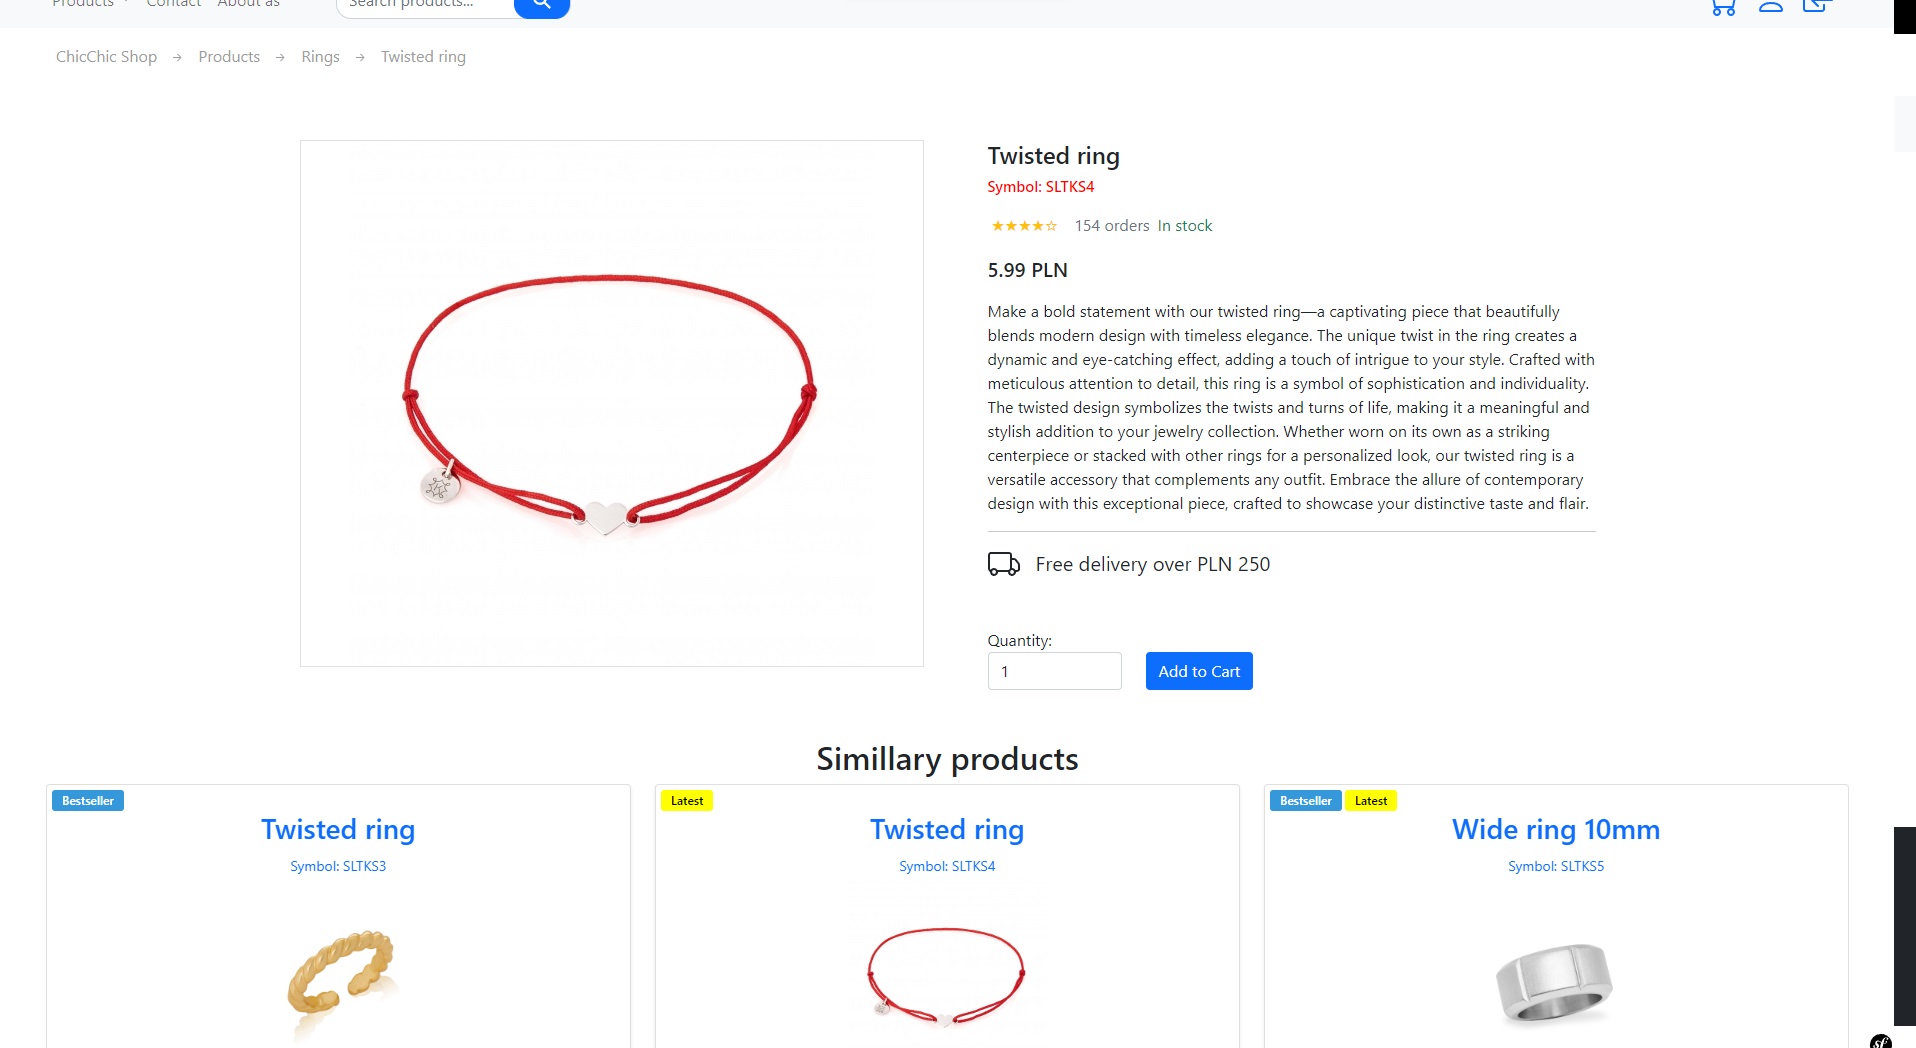 Products Contact About as Search products...
ChicChic Shop → Products → Rings → Twisted ring
Twisted ring
Symbol: SLTKS4
★★★★☆ 154 orders In stock
5.99 PLN
Make a bold statement with our twisted ring—a captivating piece that beautifully
blends modern design with timeless elegance. The unique twist in the ring creates a
dynamic and eye-catching effect, adding a touch of intrigue to your style. Crafted with
meticulous attention to detail, this ring is a symbol of sophistication and individuality.
The twisted design symbolizes the twists and turns of life, making it a meaningful and
stylish addition to your jewelry collection. Whether worn on its own as a striking
centerpiece or stacked with other rings for a personalized look, our twisted ring is a
versatile accessory that complements any outfit. Embrace the allure of contemporary
design with this exceptional piece, crafted to showcase your distinctive taste and flair.
Free delivery over PLN 250
Quantity:
1 Add to Cart
Simillary products
Bestseller
Twisted ring
Symbol: SLTKS3
Latest
Twisted ring
Symbol: SLTKS4
Bestseller Latest
Wide ring 10mm
Symbol: SLTKS5
sf